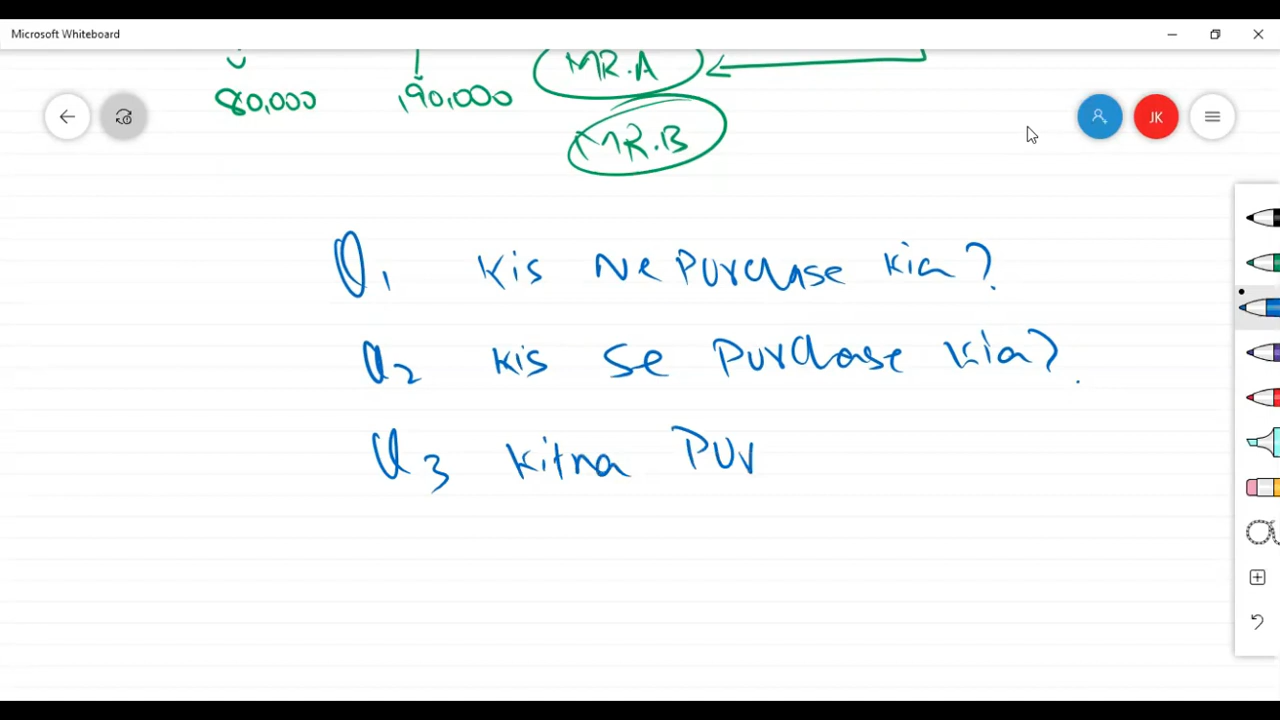 Microsoft Whiteboard
MR.A
80,000 190,000
MR.B
JK
Q1 Kis Ne Purchase Kia?
Q2 Kis Se Purchase Kia?
Q3 Kitna Pur